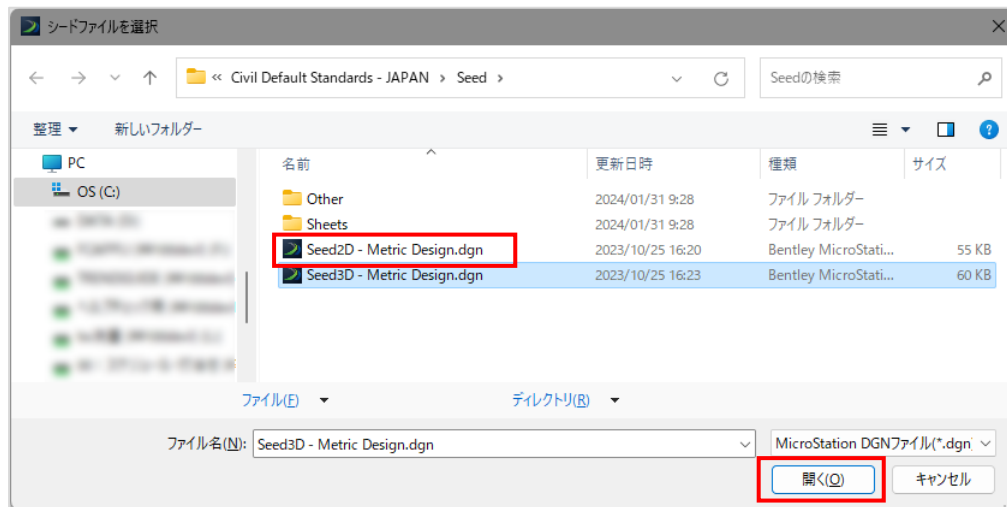 シードファイルを選択
« Civil Default Standards - JAPAN › Seed ›
Seedの検索
整理 新しいフォルダー
PC
OS (C:)
名前 更新日時 種類 サイズ
Other 2024/01/31 9:28 ファイル フォルダー
Sheets 2024/01/31 9:28 ファイル フォルダー
Seed2D - Metric Design.dgn 2023/10/25 16:20 Bentley MicroStati... 55 KB
Seed3D - Metric Design.dgn 2023/10/25 16:23 Bentley MicroStati... 60 KB
ファイル(F) ディレクトリ(R)
ファイル名(N): Seed3D - Metric Design.dgn MicroStation DGNファイル(*.dgn)
開く(O) キャンセル